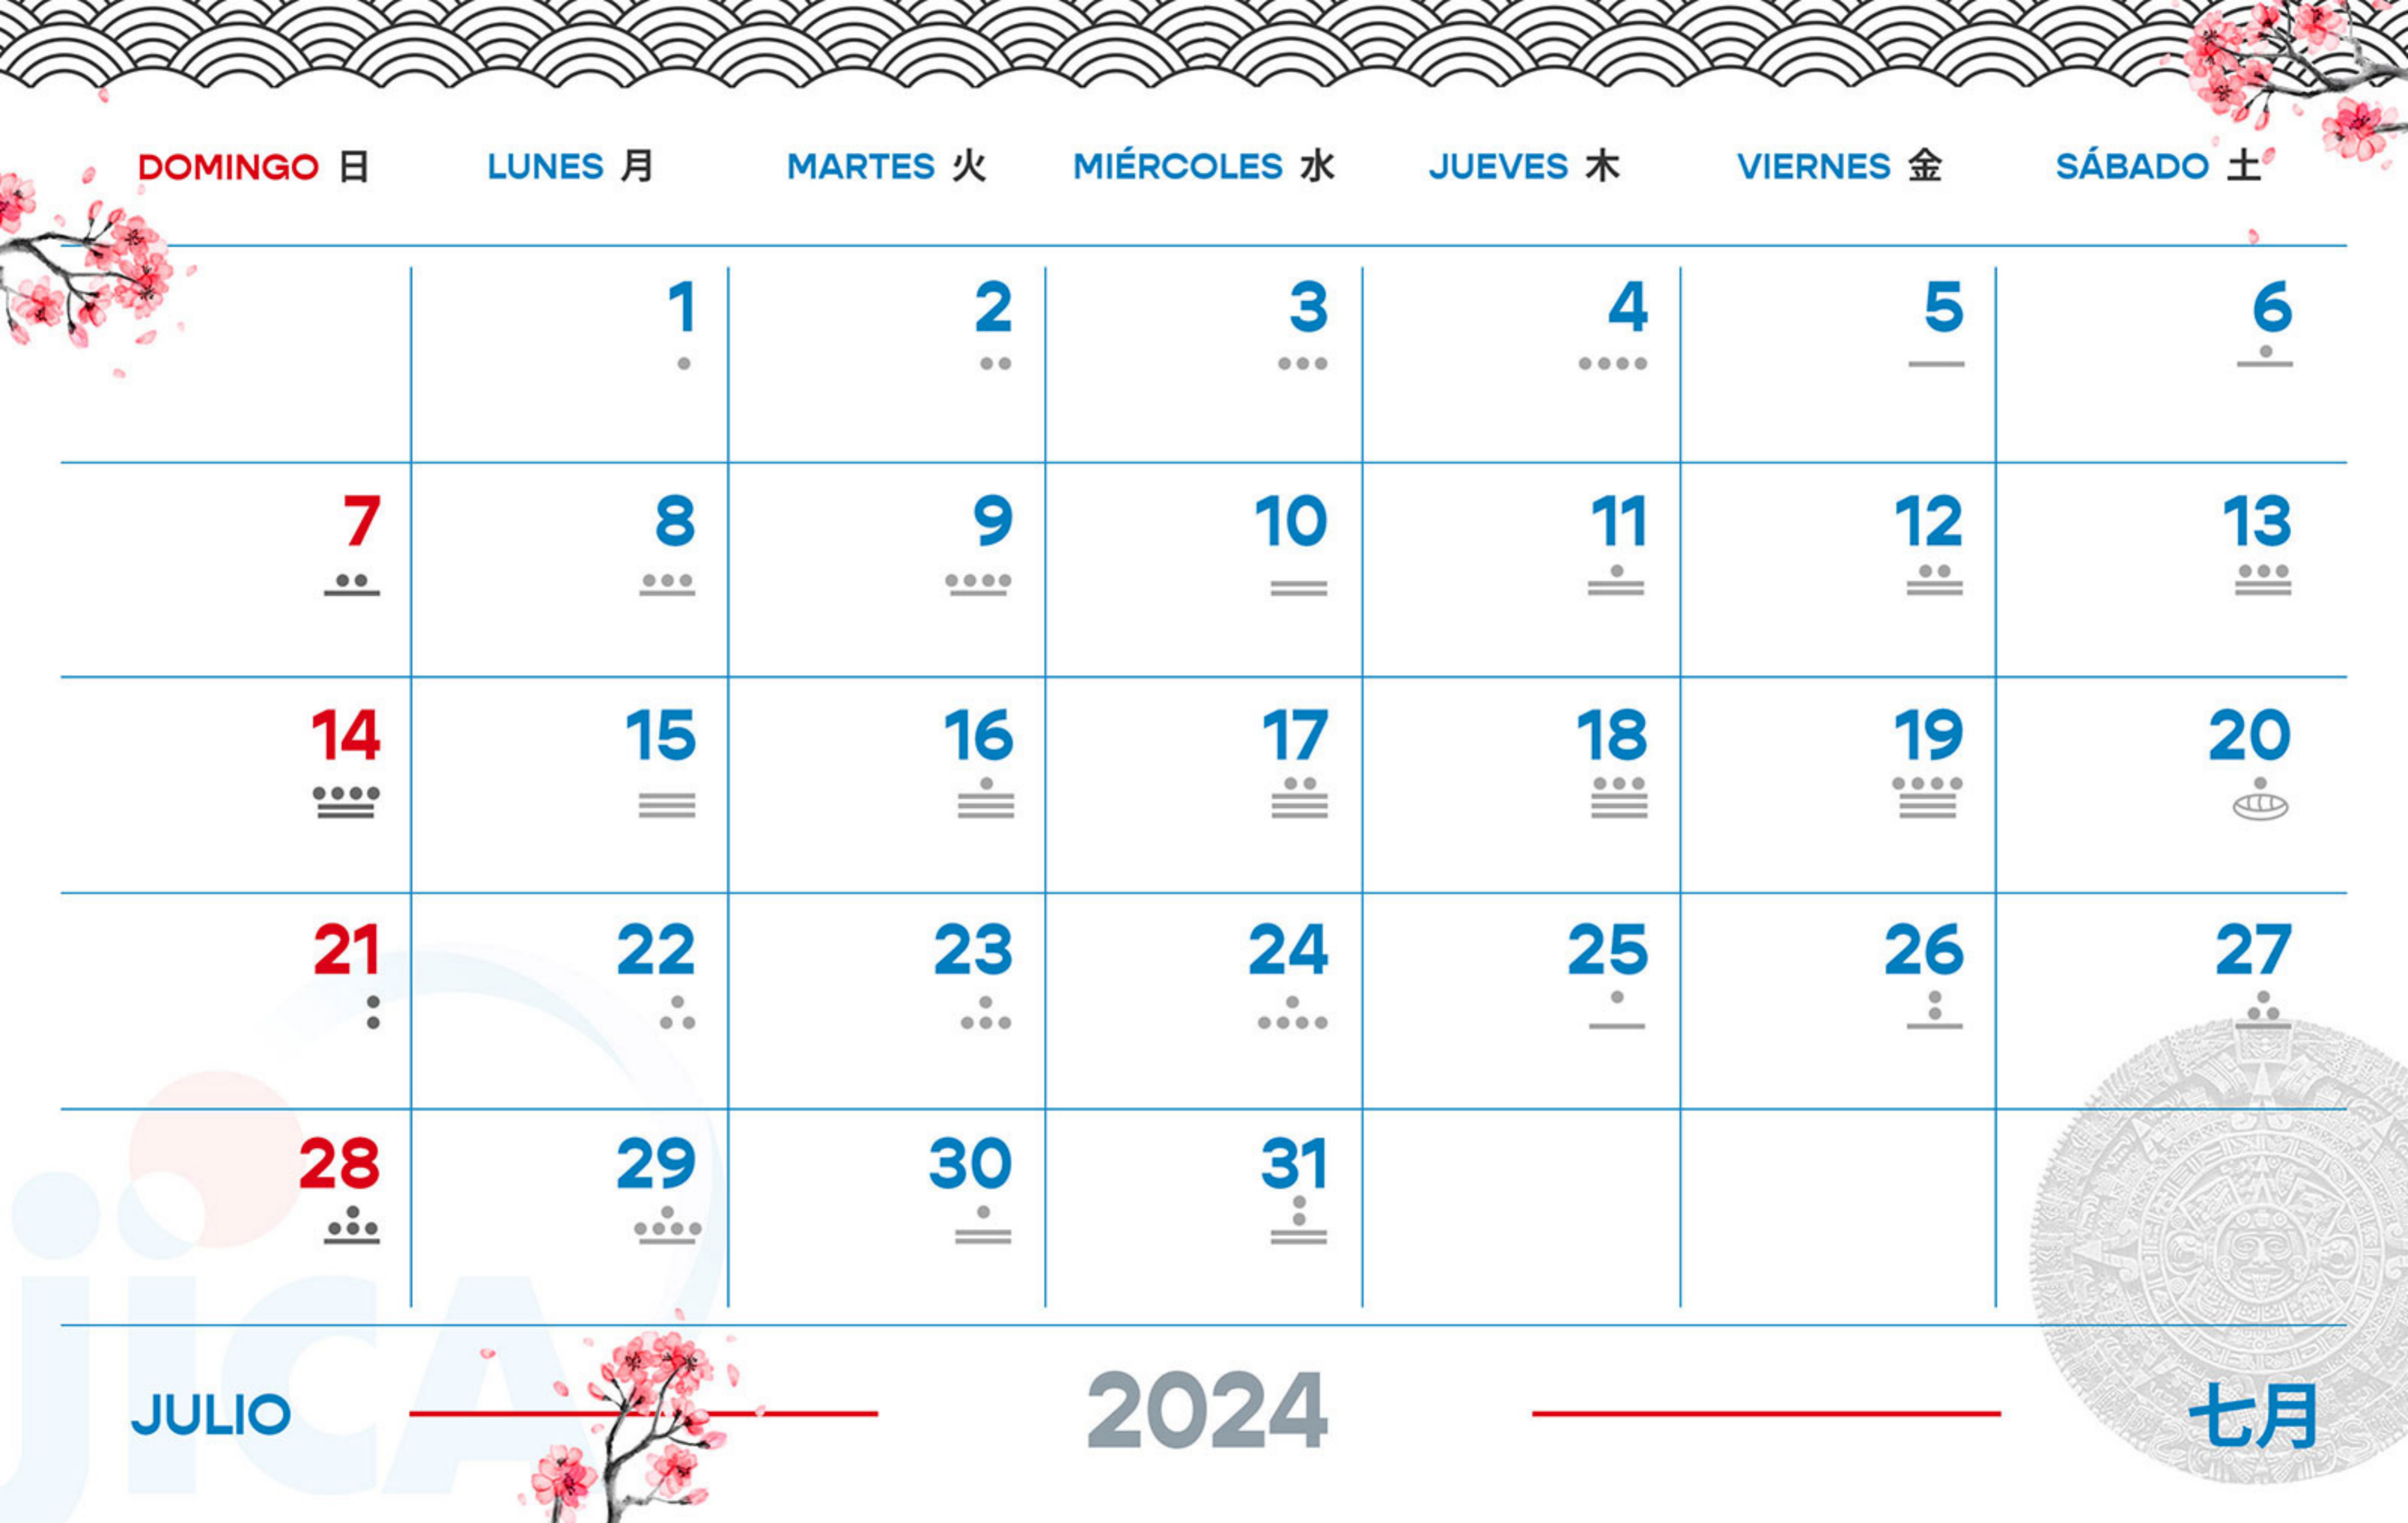 DOMINGO 日 LUNES 月 MARTES 火 MIÉRCOLES 水 JUEVES 木 VIERNES 金 SÁBADO 土
1 2 3 4 5 6
7 8 9 10 11 12 13
14 15 16 17 18 19 20
21 22 23 24 25 26 27
28 29 30 31
jica
JULIO 2024 七月